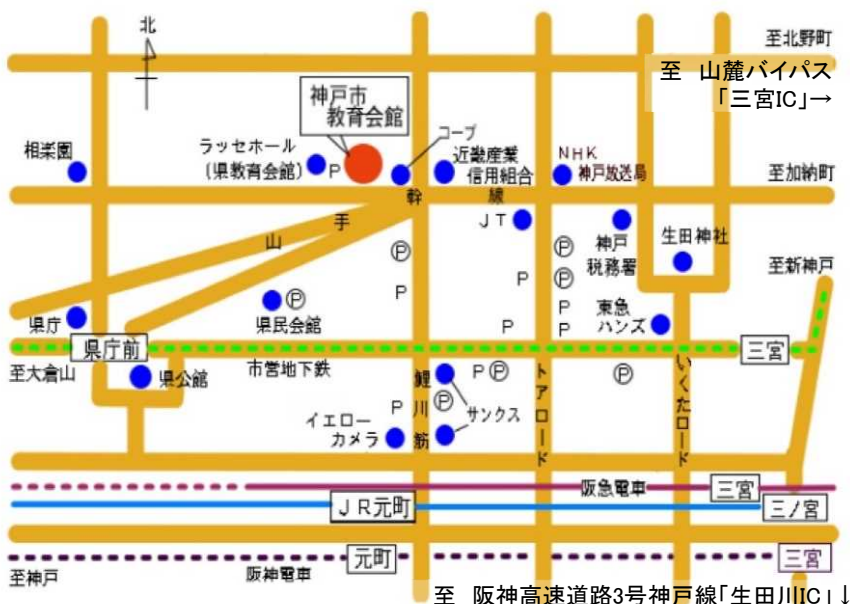 北
至北野町
至 山麓バイパス
「三宮IC」→
神戸市
教育会館
相楽園
ラッセホール
(県教育会館)
P
コープ
近畿産業
信用組合
NHK
神戸放送局
至加納町
山手幹線
JT
神戸
税務署
生田神社
至新神戸
Ⓟ
Ⓟ
Ⓟ
P
P
P
P
P
県庁
県民会館
Ⓟ
東急
ハンズ
県庁前
三宮
至大倉山
県公館
市営地下鉄
鯉川筋
PⓅ
Ⓟ
トアロード
いくたロード
P
Ⓟ
サンクス
イエロー
カメラ
阪急電車
三宮
JR元町
三ノ宮
元町
三宮
至神戸
阪神電車
至 阪神高速道路3号神戸線「生田川IC」↓